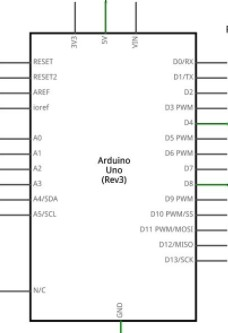 3V3
5V
VIN
RESET
RESET2
AREF
ioref
A0
A1
A2
A3
A4/SDA
A5/SCL
N/C
Arduino
Uno
(Rev3)
D0/RX
D1/TX
D2
D3 PWM
D4
D5 PWM
D6 PWM
D7
D8
D9 PWM
D10 PWM/SS
D11 PWM/MOSI
D12/MISO
D13/SCK
GND